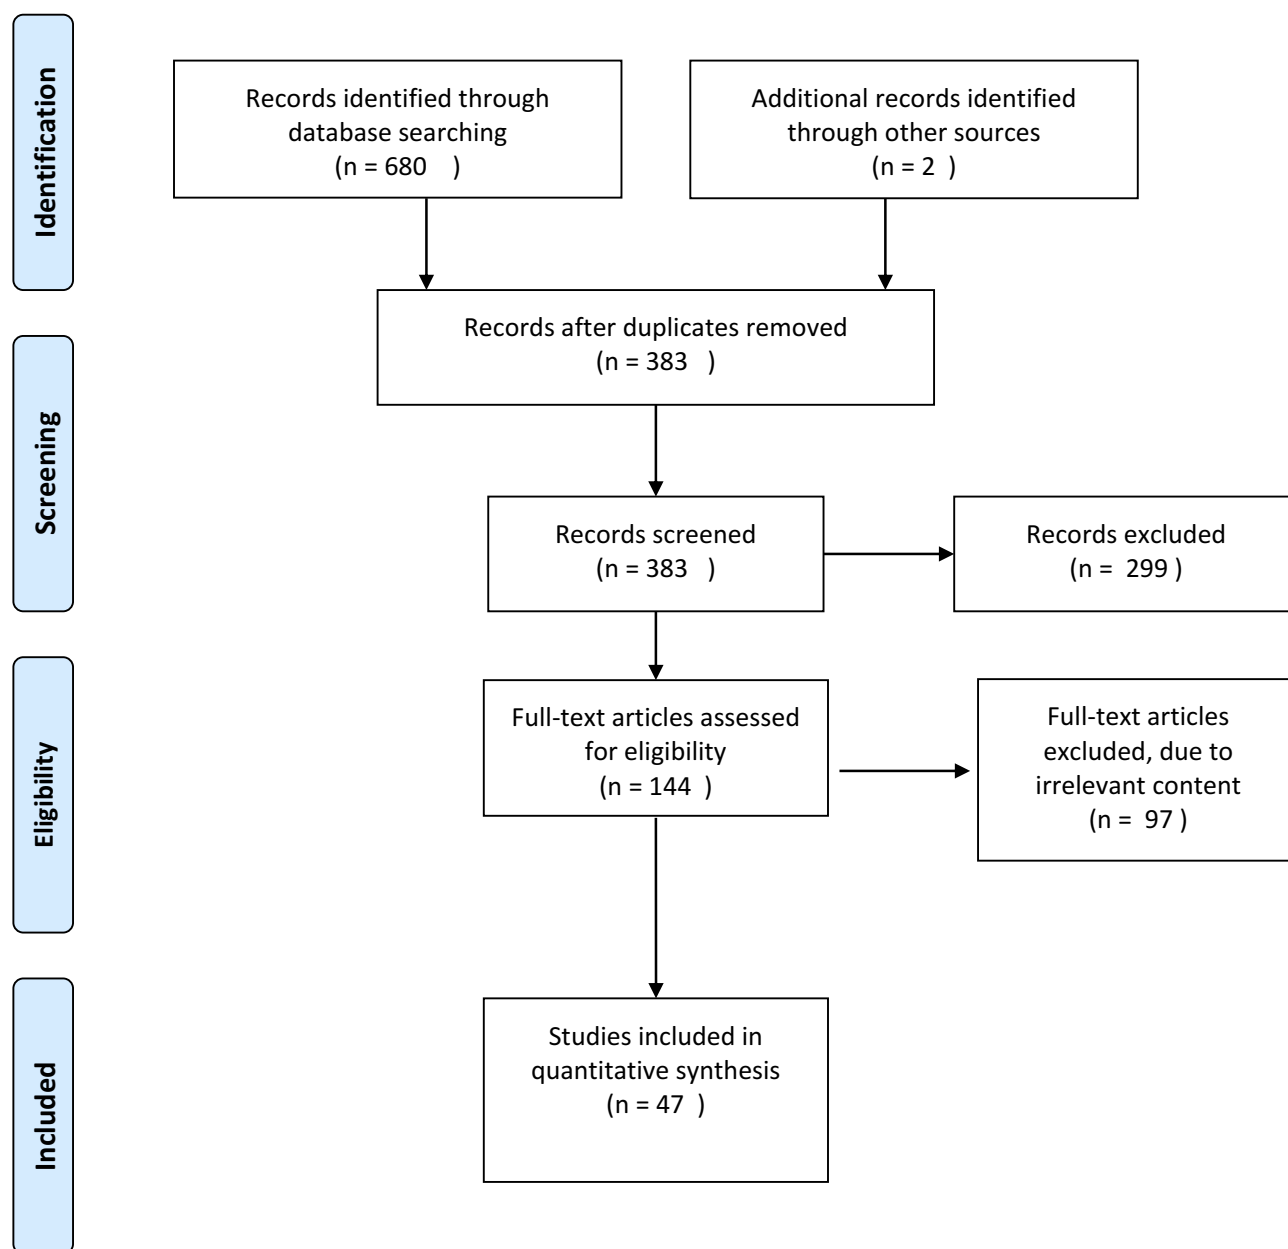 Identification
Records identified through
database searching
(n = 680 )
Additional records identified
through other sources
(n = 2 )
Records after duplicates removed
(n = 383 )
Screening
Records screened
(n = 383 )
Records excluded
(n = 299 )
Eligibility
Full-text articles assessed
for eligibility
(n = 144 )
Full-text articles
excluded, due to
irrelevant content
(n = 97 )
Included
Studies included in
quantitative synthesis
(n = 47 )